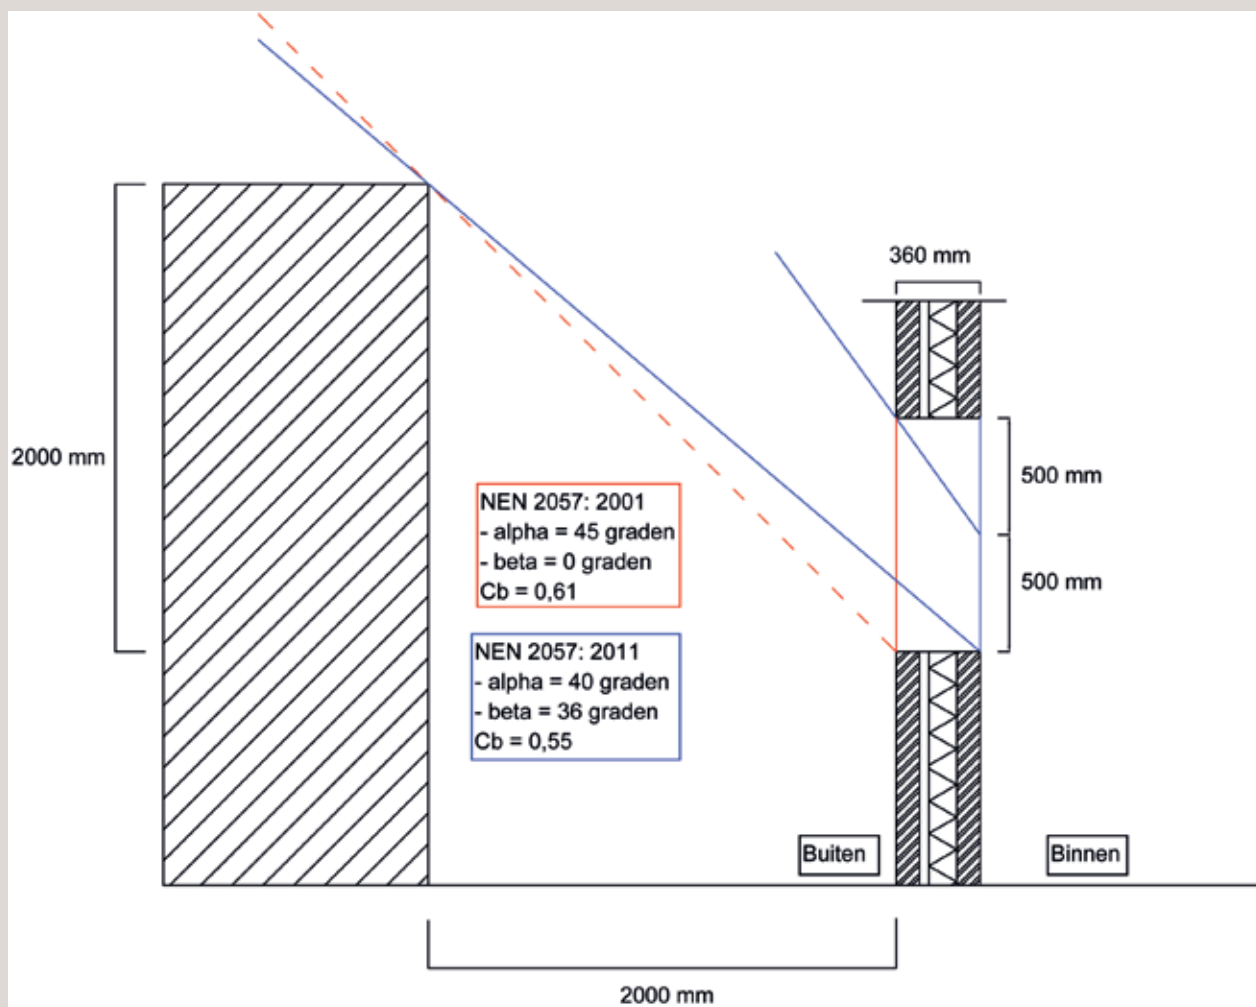 360 mm
2000 mm
500 mm
500 mm
NEN 2057: 2001
- alpha = 45 graden
- beta = 0 graden
Cb = 0,61
NEN 2057: 2011
- alpha = 40 graden
- beta = 36 graden
Cb = 0,55
Buiten
Binnen
2000 mm